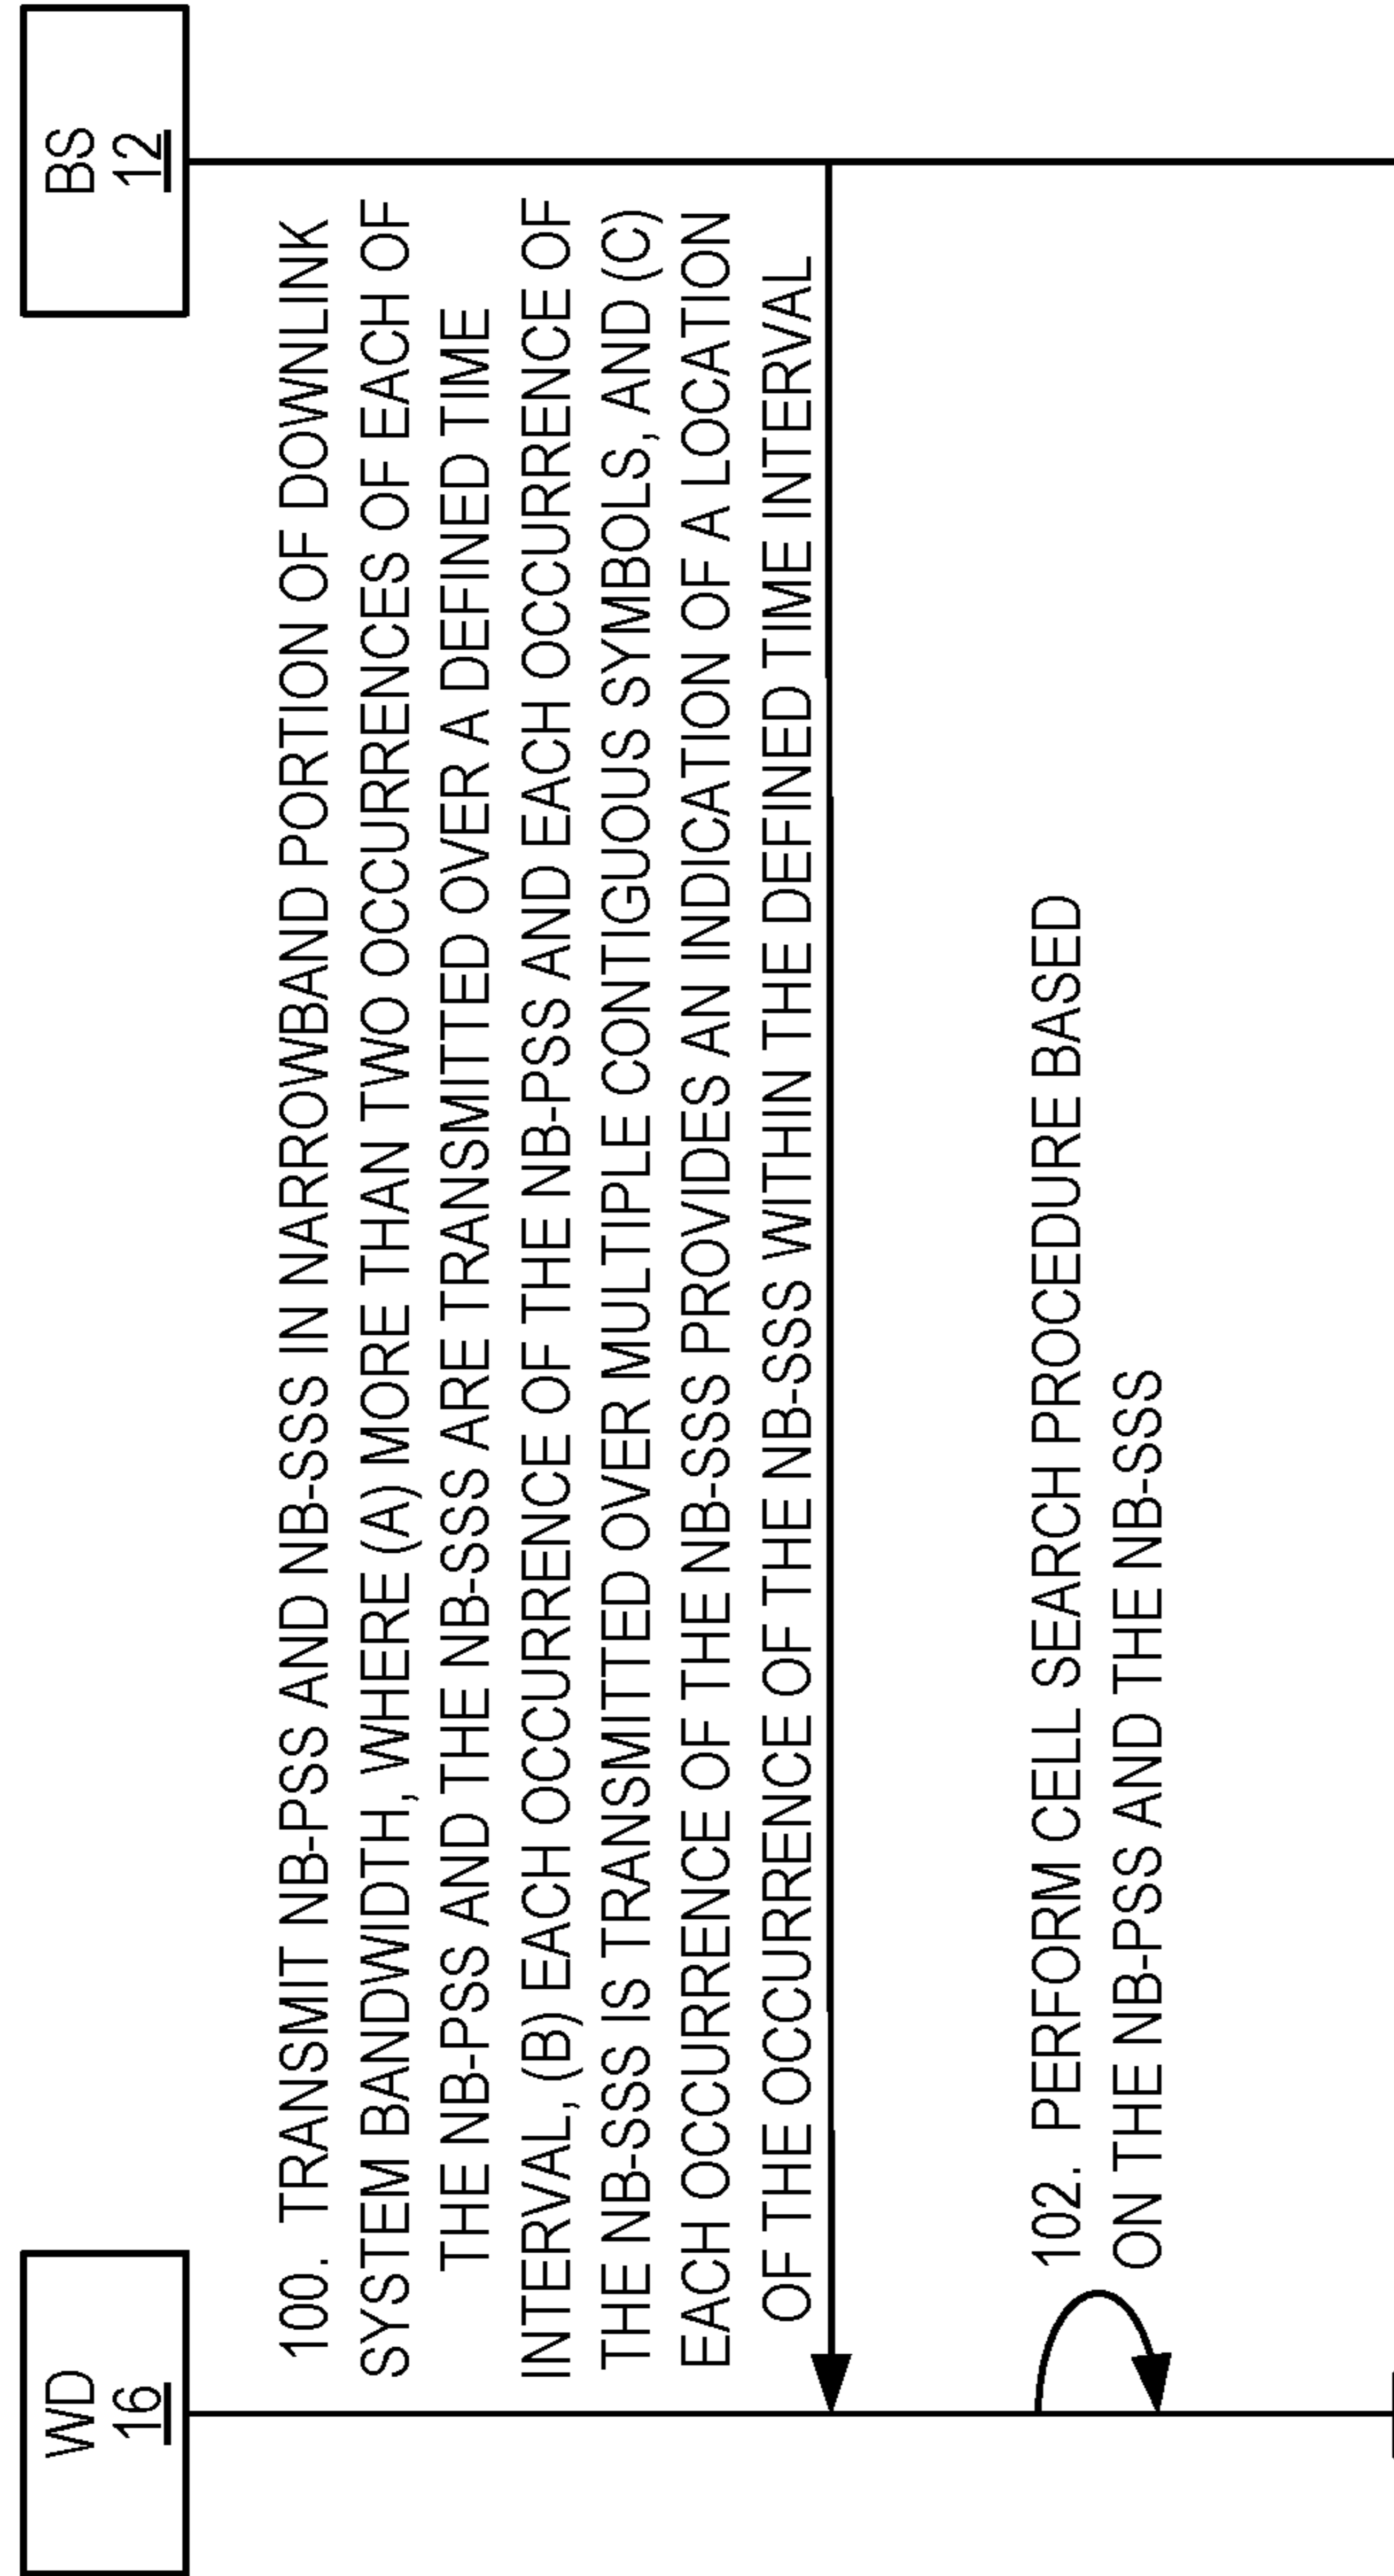 WD
16
BS
12
100. TRANSMIT NB-PSS AND NB-SSS IN NARROWBAND PORTION OF DOWNLINK
SYSTEM BANDWIDTH, WHERE (A) MORE THAN TWO OCCURRENCES OF EACH OF
THE NB-PSS AND THE NB-SSS ARE TRANSMITTED OVER A DEFINED TIME
INTERVAL, (B) EACH OCCURRENCE OF THE NB-PSS AND EACH OCCURRENCE OF
THE NB-SSS IS TRANSMITTED OVER MULTIPLE CONTIGUOUS SYMBOLS, AND (C)
EACH OCCURRENCE OF THE NB-SSS PROVIDES AN INDICATION OF A LOCATION
OF THE OCCURRENCE OF THE NB-SSS WITHIN THE DEFINED TIME INTERVAL
102. PERFORM CELL SEARCH PROCEDURE BASED
ON THE NB-PSS AND THE NB-SSS